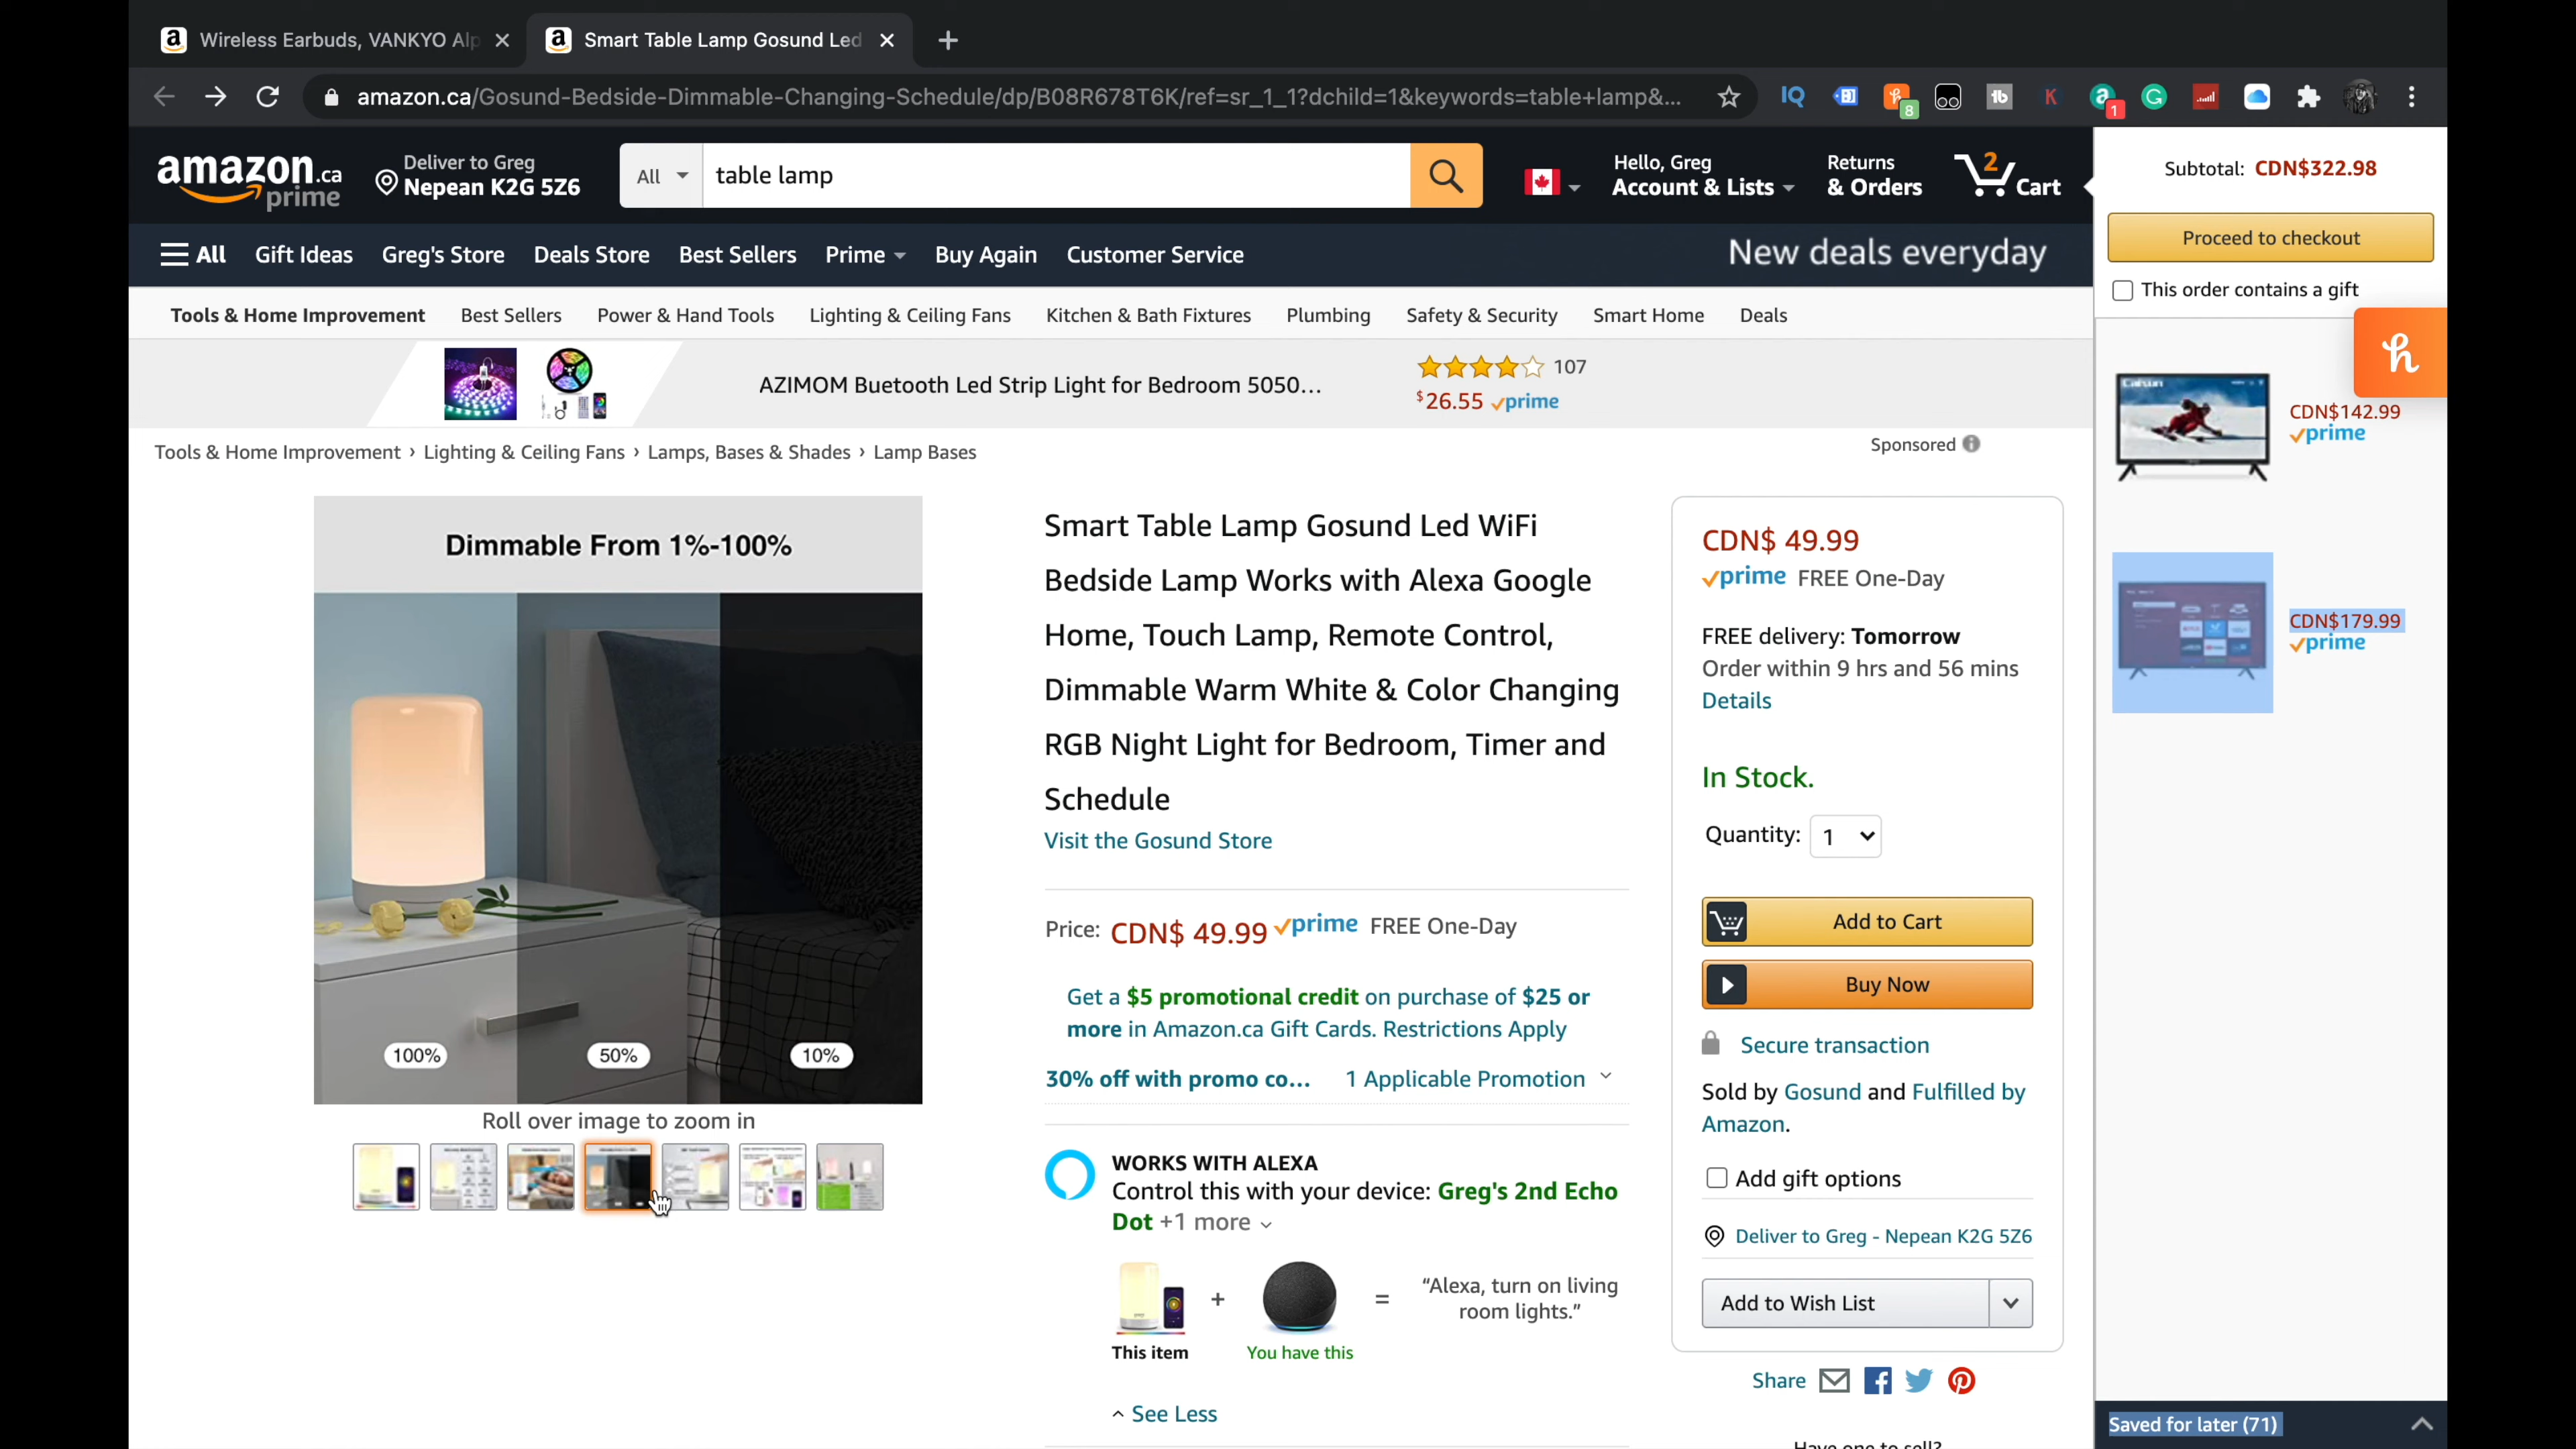 Wireless Earbuds, VANKYO Alp
Smart Table Lamp Gosund Led
amazon.ca/Gosund-Bedside-Dimmable-Changing-Schedule/dp/B08R678T6K/ref=sr_1_1?dchild=1&keywords=table+lamp&...
8
1
amazon.ca
prime
Deliver to Greg
Nepean K2G 5Z6
All
table lamp
Hello, Greg
Account & Lists
Returns
& Orders
2
Cart
All
Gift Ideas
Greg's Store
Deals Store
Best Sellers
Prime
Buy Again
Customer Service
New deals everyday
Subtotal: CDN$322.98
Proceed to checkout
This order contains a gift
CDN$142.99
prime
CDN$179.99
prime
Saved for later (71)
Tools & Home Improvement
Best Sellers
Power & Hand Tools
Lighting & Ceiling Fans
Kitchen & Bath Fixtures
Plumbing
Safety & Security
Smart Home
Deals
AZIMOM Buetooth Led Strip Light for Bedroom 5050...
107
$26.55 prime
Sponsored
Tools & Home Improvement › Lighting & Ceiling Fans › Lamps, Bases & Shades › Lamp Bases
Dimmable From 1%-100%
100%
50%
10%
Roll over image to zoom in
Smart Table Lamp Gosund Led WiFi
Bedside Lamp Works with Alexa Google
Home, Touch Lamp, Remote Control,
Dimmable Warm White & Color Changing
RGB Night Light for Bedroom, Timer and
Schedule
Visit the Gosund Store
Price: CDN$ 49.99 prime FREE One-Day
Get a $5 promotional credit on purchase of $25 or
more in Amazon.ca Gift Cards. Restrictions Apply
30% off with promo co...
1 Applicable Promotion
WORKS WITH ALEXA
Control this with your device: Greg's 2nd Echo
Dot +1 more
+
=
“Alexa, turn on living
room lights.”
This item
You have this
See Less
CDN$ 49.99
prime FREE One-Day
FREE delivery: Tomorrow
Order within 9 hrs and 56 mins
Details
In Stock.
Quantity: 1
Add to Cart
Buy Now
Secure transaction
Sold by Gosund and Fulfilled by
Amazon.
Add gift options
Deliver to Greg - Nepean K2G 5Z6
Add to Wish List
Share
Have one to sell?